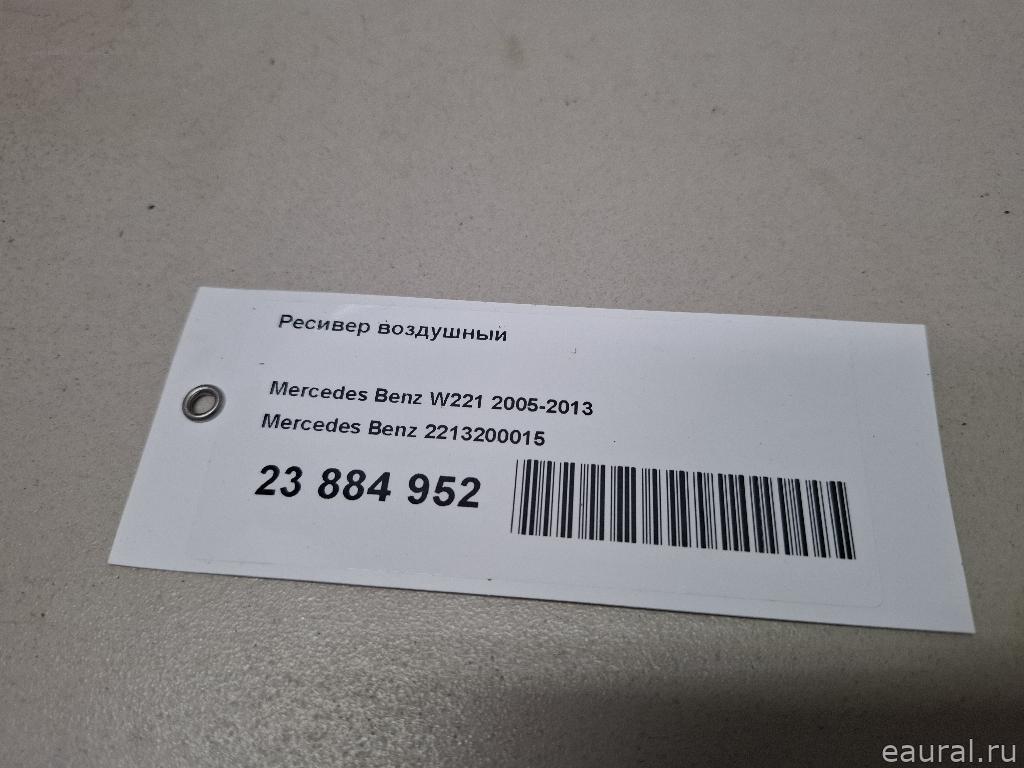 Ресивер воздушный
Mercedes Benz W221 2005-2013
Mercedes Benz 2213200015
23 884 952
eaural.ru